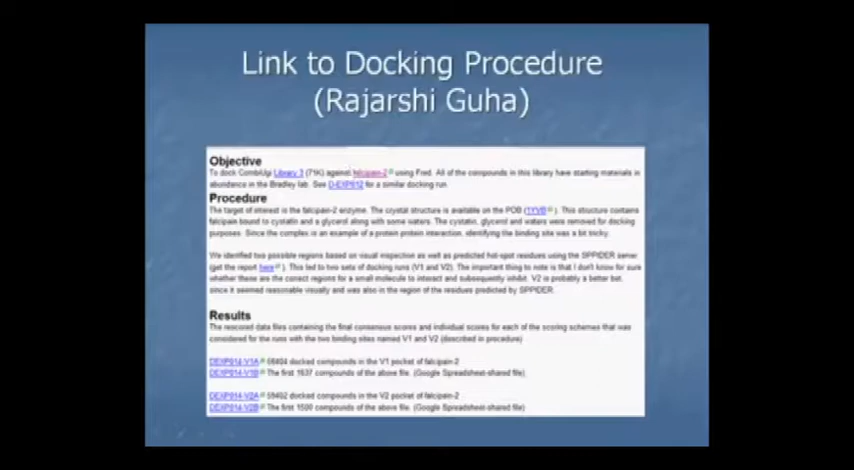 Link to Docking Procedure
(Rajarshi Guha)
Objective
To dock CombiUgi Library 3 (71K) against falcipain-2 using Fred. All of the compounds in this library have starting materials in
abundance in the Bradley lab. See D-EXP012 for a similar docking run.
Procedure
The target of interest is the falcipain-2 enzyme. The crystal structure is available on the PDB (1YVB). This structure contains
falcipain bound to cystatin and a glycerol along with some waters. The cystatin, glycerol and waters were removed for docking
purposes. Since the complex is an example of a protein protein interaction, identifying the binding site was a bit tricky.
We identified two possible regions based on visual inspection as well as predicted hot-spot residues using the SPPIDER server
(get the report here). This led to two sets of docking runs (V1 and V2). The important thing to note is that I don't know for sure
whether these are the correct regions for a small molecule to interact and subsequently inhibit. V2 is probably a better bet,
since it seemed reasonable visually and was also in the region of the residues predicted by SPPIDER.
Results
The rescored data files containing the final consensus scores and individual scores for each of the scoring schemes that was
considered for the runs with the two binding sites named V1 and V2 (described in procedure)
DEXP014-V1A docked compounds in the V1 pocket of falcipain-2
DEXP014-V1B The first 1637 compounds of the above file. (Google Spreadsheet-shared file)
DEXP014-V2A docked compounds in the V2 pocket of falcipain-2
DEXP014-V2B The first 1500 compounds of the above file. (Google Spreadsheet-shared file)